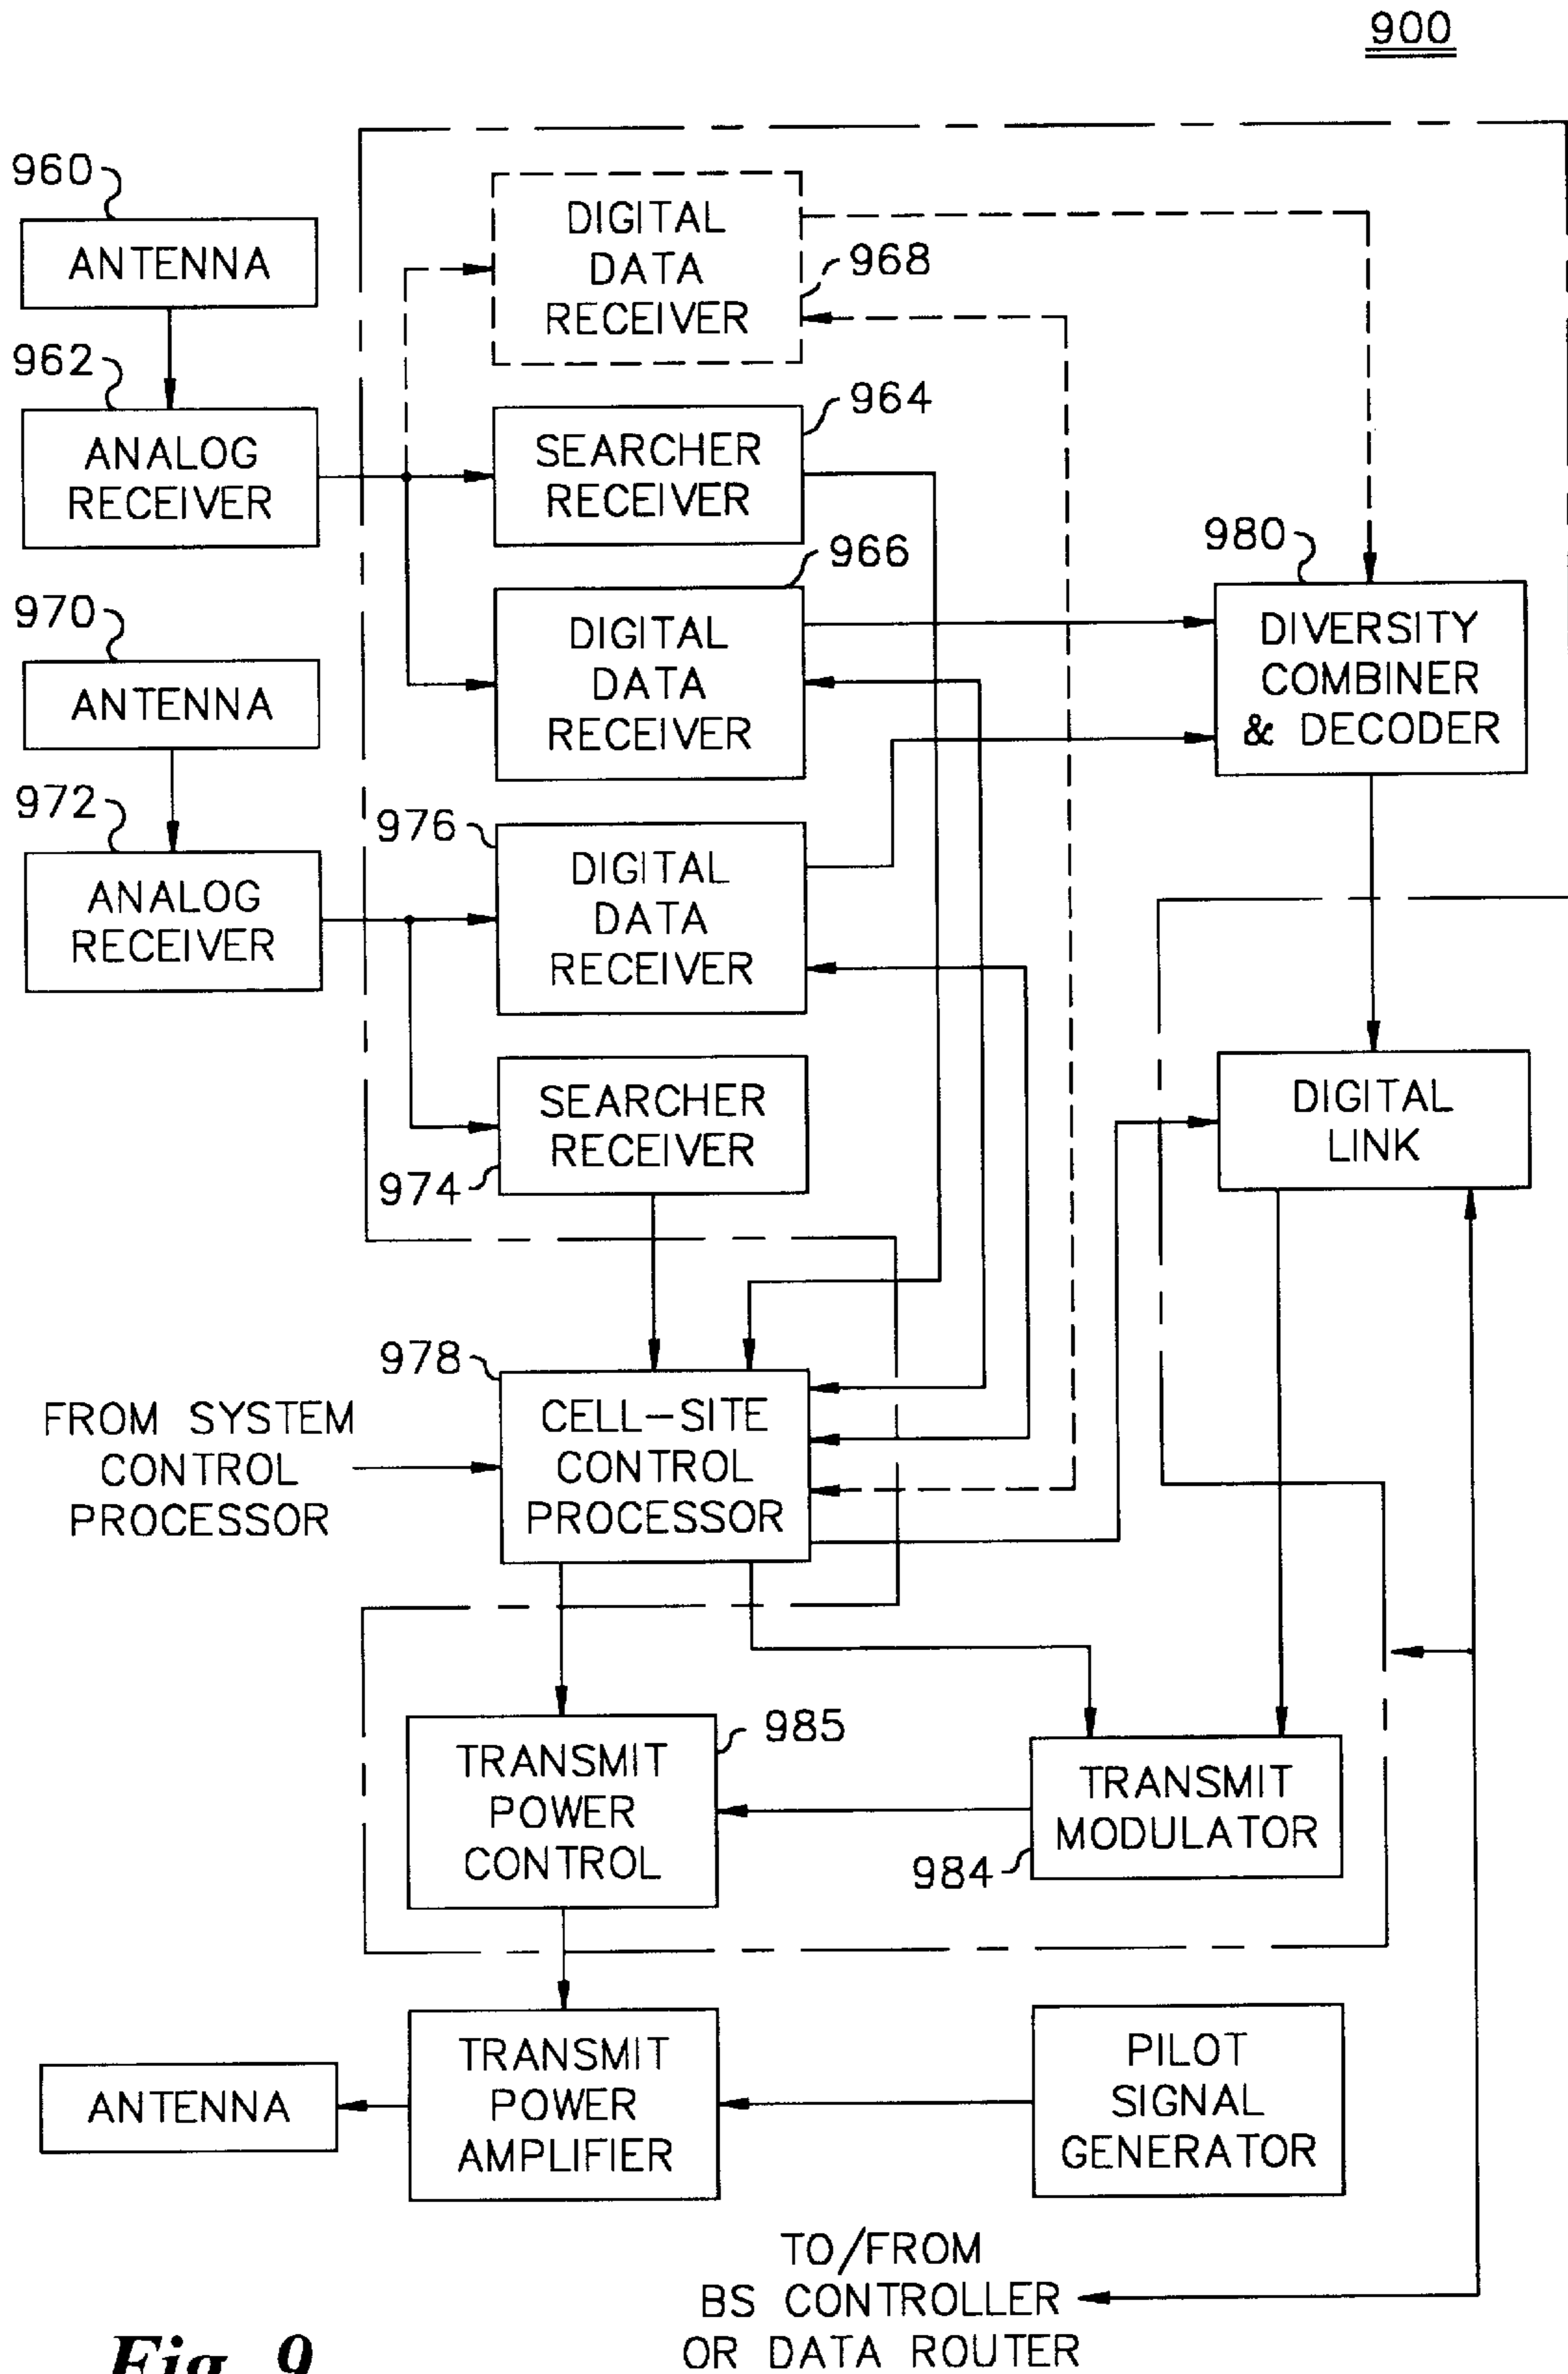 900
960
ANTENNA
962
ANALOG
RECEIVER
DIGITAL
DATA
RECEIVER
968
SEARCHER
RECEIVER
964
966
DIGITAL
DATA
RECEIVER
980
DIVERSITY
COMBINER
& DECODER
970
ANTENNA
972
ANALOG
RECEIVER
976
DIGITAL
DATA
RECEIVER
SEARCHER
RECEIVER
974
DIGITAL
LINK
978
CELL-SITE
CONTROL
PROCESSOR
FROM SYSTEM
CONTROL
PROCESSOR
TRANSMIT
POWER
CONTROL
985
TRANSMIT
MODULATOR
984
TRANSMIT
POWER
AMPLIFIER
ANTENNA
PILOT
SIGNAL
GENERATOR
TO/FROM
BS CONTROLLER
OR DATA ROUTER
Fig. 9